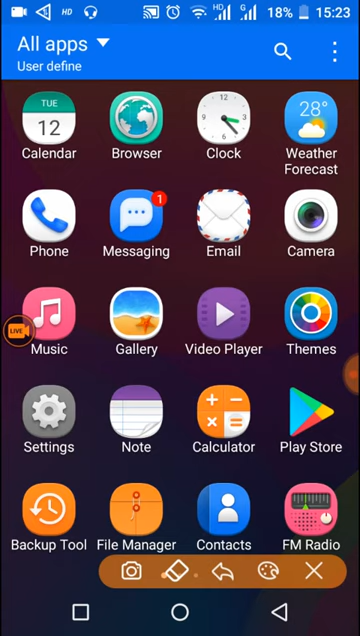 HD HD G 18% 15:23
All apps
User define
TUE
12
28°
Calendar Browser Clock Weather Forecast
1
Phone Messaging Email Camera
LIVE
Music Gallery Video Player Themes
Settings Note Calculator Play Store
Backup Tool File Manager Contacts FM Radio